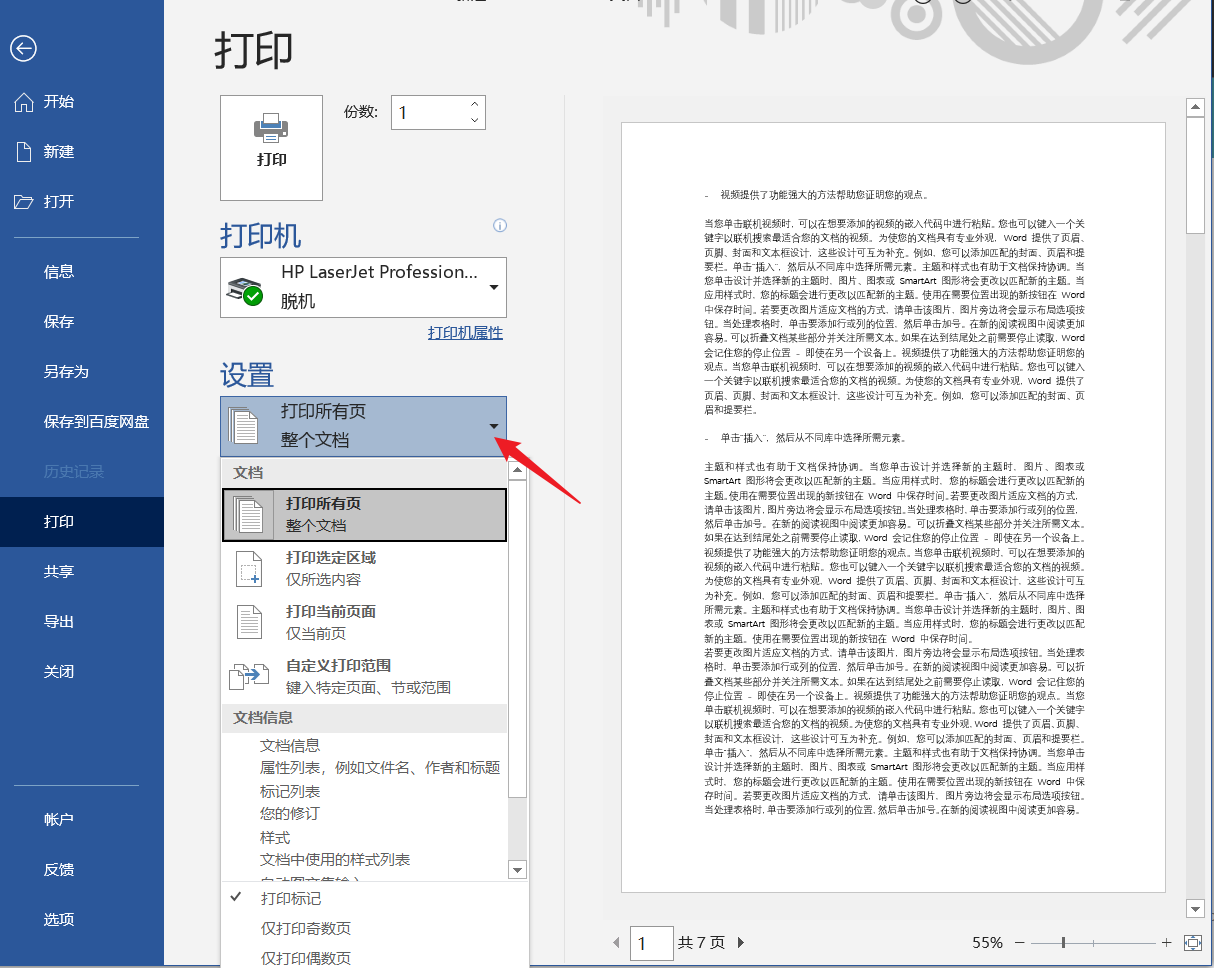 打印
开始
新建
打开
信息
保存
另存为
保存到百度网盘
历史记录
打印
共享
导出
关闭
帐户
反馈
选项
打印
份数:
1
打印机
HP LaserJet Profession...
脱机
打印机属性
设置
打印所有页
整个文档
文档
打印所有页
整个文档
打印选定区域
仅所选内容
打印当前页面
仅当前页
自定义打印范围
键入特定页面、节或范围
文档信息
文档信息
属性列表，例如文件名、作者和标题
标记列表
您的修订
样式
文档中使用的样式列表
打印标记
仅打印奇数页
仅打印偶数页
- 视频提供了功能强大的方法帮助您证明您的观点。
当您单击联机视频时，可以在想要添加的视频的嵌入代码中进行粘贴。您也可以键入一个关
键字以联机搜索最适合您的文档的视频。为使您的文档具有专业外观，Word 提供了页眉、
页脚、封面和文本框设计，这些设计可互为补充。例如，您可以添加匹配的封面、页眉和提
要栏。单击“插入”，然后从不同库中选择所需元素。主题和样式也有助于文档保持协调。当
您单击设计并选择新的主题时，图片、图表或 SmartArt 图形将会更改以匹配新的主题。当
应用样式时，您的标题会进行更改以匹配新的主题。使用在需要位置出现的新按钮在 Word
中保存时间。若要更改图片适应文档的方式，请单击该图片，图片旁边将会显示布局选项按
钮。当处理表格时，单击要添加行或列的位置，然后单击加号。在新的阅读视图中阅读更加
容易。可以折叠文档某些部分并关注所需文本。如果在达到结尾处之前需要停止读取，Word
会记住您的停止位置 - 即使在另一个设备上。视频提供了功能强大的方法帮助您证明您的
观点。当您单击联机视频时，可以在想要添加的视频的嵌入代码中进行粘贴。您也可以键入
一个关键字以联机搜索最适合您的文档的视频。为使您的文档具有专业外观，Word 提供了
页眉、页脚、封面和文本框设计，这些设计可互为补充。例如，您可以添加匹配的封面、页
眉和提要栏。
- 单击“插入”，然后从不同库中选择所需元素。
主题和样式也有助于文档保持协调。当您单击设计并选择新的主题时，图片、图表或
SmartArt 图形将会更改以匹配新的主题。当应用样式时，您的标题会进行更改以匹配新的
主题。使用在需要位置出现的新按钮在 Word 中保存时间。若要更改图片适应文档的方式，
请单击该图片，图片旁边将会显示布局选项按钮。当处理表格时，单击要添加行或列的位置，
然后单击加号。在新的阅读视图中阅读更加容易。可以折叠文档某些部分并关注所需文本。
如果在达到结尾处之前需要停止读取，Word 会记住您的停止位置 - 即使在另一个设备上。
视频提供了功能强大的方法帮助您证明您的观点。当您单击联机视频时，可以在想要添加的
视频的嵌入代码中进行粘贴。您也可以键入一个关键字以联机搜索最适合您的文档的视频。
为使您的文档具有专业外观，Word 提供了页眉、页脚、封面和文本框设计，这些设计可互
为补充。例如，您可以添加匹配的封面、页眉和提要栏。单击“插入”，然后从不同库中选择
所需元素。主题和样式也有助于文档保持协调。当您单击设计并选择新的主题时，图片、图
表或 SmartArt 图形将会更改以匹配新的主题。当应用样式时，您的标题会进行更改以匹配
新的主题。使用在需要位置出现的新按钮在 Word 中保存时间。
若要更改图片适应文档的方式，请单击该图片，图片旁边将会显示布局选项按钮。当处理表
格时，单击要添加行或列的位置，然后单击加号。在新的阅读视图中阅读更加容易。可以折
叠文档某些部分并关注所需文本。如果在达到结尾处之前需要停止读取，Word 会记住您的
停止位置 - 即使在另一个设备上。视频提供了功能强大的方法帮助您证明您的观点。当您
单击联机视频时，可以在想要添加的视频的嵌入代码中进行粘贴。您也可以键入一个关键字
以联机搜索最适合您的文档的视频。为使您的文档具有专业外观，Word 提供了页眉、页脚、
封面和文本框设计，这些设计可互为补充。例如，您可以添加匹配的封面、页眉和提要栏。
单击“插入”，然后从不同库中选择所需元素。主题和样式也有助于文档保持协调。当您单击
设计并选择新的主题时，图片、图表或 SmartArt 图形将会更改以匹配新的主题。当应用样
式时，您的标题会进行更改以匹配新的主题。使用在需要位置出现的新按钮在 Word 中保
存时间。若要更改图片适应文档的方式，请单击该图片，图片旁边将会显示布局选项按钮。
当处理表格时，单击要添加行或列的位置，然后单击加号。在新的阅读视图中阅读更加容易。
1 共 7 页
55%